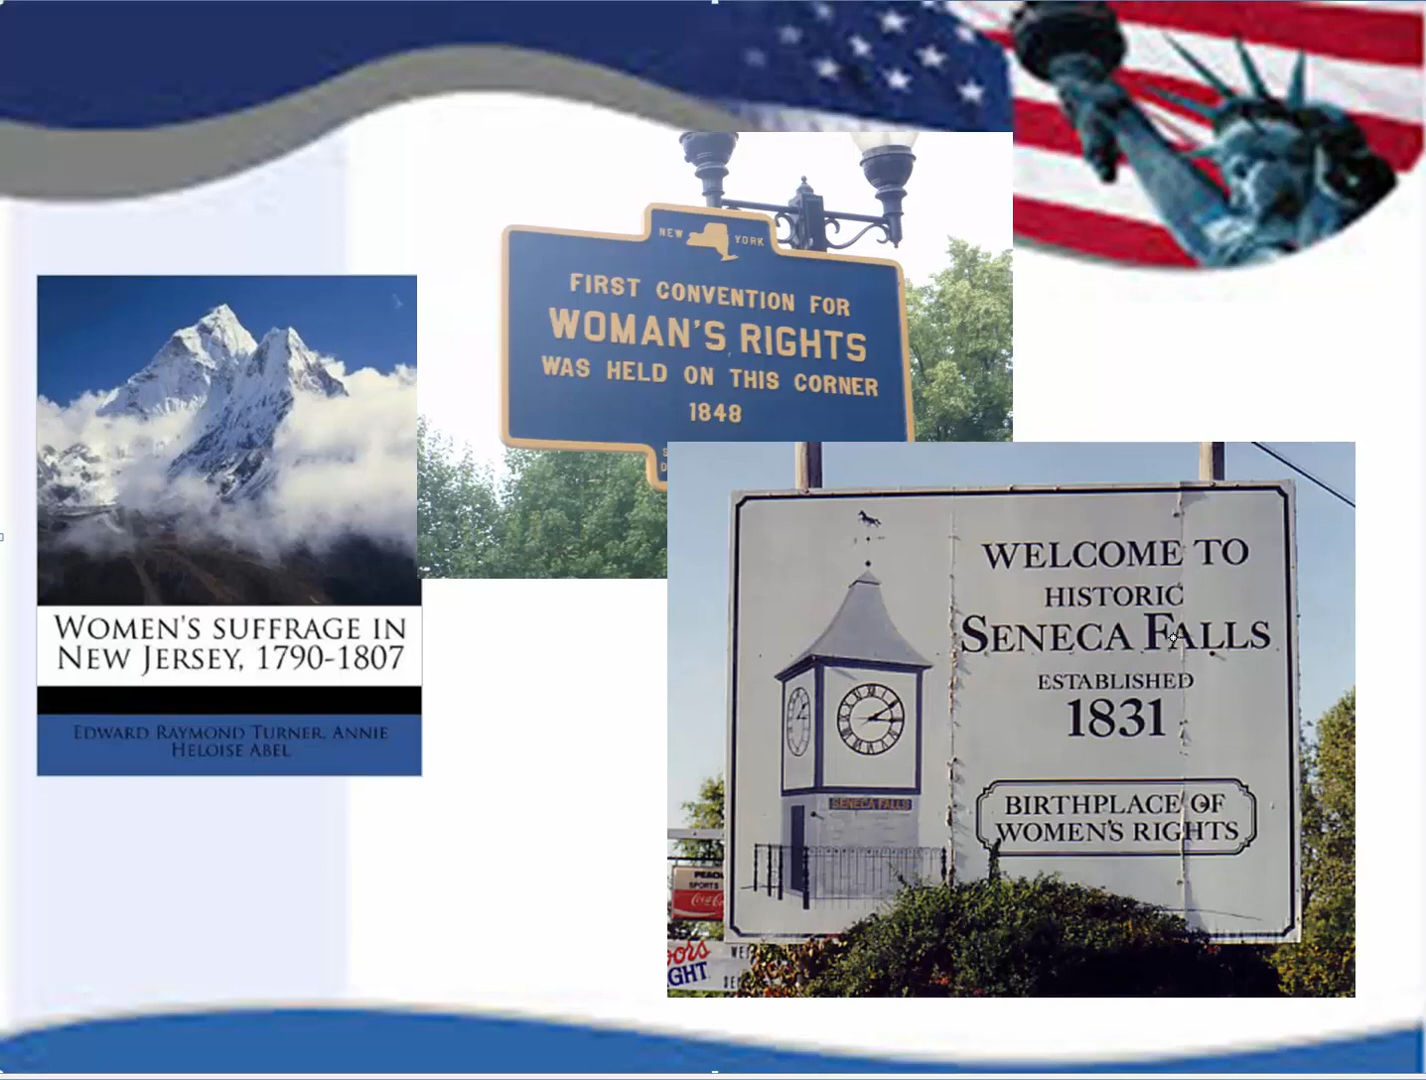 NEW YORK
FIRST CONVENTION FOR
WOMAN'S RIGHTS
WAS HELD ON THIS CORNER
1848
WOMEN'S SUFFRAGE IN
NEW JERSEY, 1790-1807
EDWARD RAYMOND TURNER, ANNIE
HELOISE ABEL
WELCOME TO
HISTORIC
SENECA FALLS
ESTABLISHED
1831
BIRTHPLACE OF
WOMEN'S RIGHTS
SENECA FALLS
SPORTS